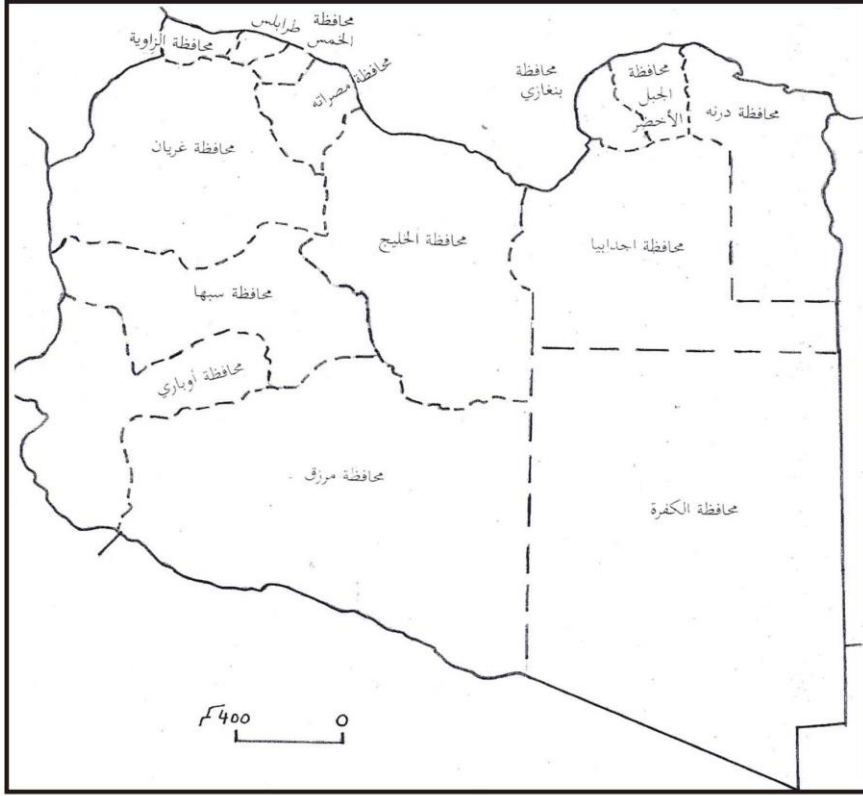 محافظة طرابلس
الخمس
محافظة الزاوية
محافظة مصراته
محافظة
بنغازي
محافظة
الجبل
الأخضر
محافظة درنه
محافظة غريان
محافظة الخليج
محافظة اجدابيا
محافظة سبها
محافظة أوباري
محافظة مرزق
محافظة الكفرة
400 كم
0